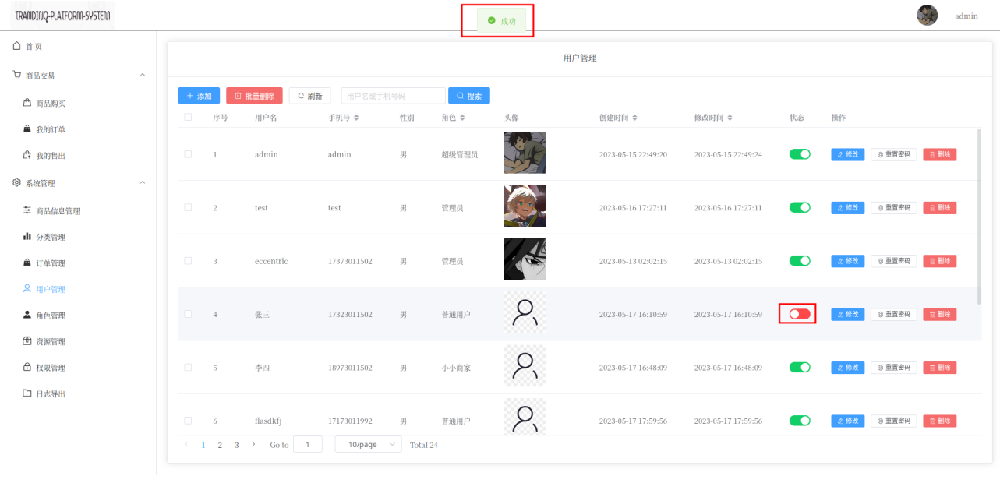 TRANDINQ-PLATFORM-SYSTEM
成功
admin
首页
商品交易
商品购买
我的订单
我的售出
系统管理
商品信息管理
分类管理
订单管理
用户管理
角色管理
资源管理
权限管理
日志导出
用户管理
添加 批量删除 刷新 用户名或手机号码 搜索
序号 用户名 手机号 性别 角色 头像 创建时间 修改时间 状态 操作
1 admin admin 男 超级管理员 2023-05-15 22:49:20 2023-05-15 22:49:24 修改 重置密码 删除
2 test test 男 管理员 2023-05-16 17:27:11 2023-05-16 17:27:11 修改 重置密码 删除
3 eccentric 17373011502 男 管理员 2023-05-13 02:02:15 2023-05-13 02:02:15 修改 重置密码 删除
4 张三 17323011502 男 普通用户 2023-05-17 16:10:59 2023-05-17 16:10:59 修改 重置密码 删除
5 李四 18973011502 男 小小商家 2023-05-17 16:48:09 2023-05-17 16:48:09 修改 重置密码 删除
6 flasdkfj 17173011992 男 普通用户 2023-05-17 17:59:56 2023-05-17 17:59:56 修改 重置密码 删除
1 2 3 Go to 1 10/page Total 24